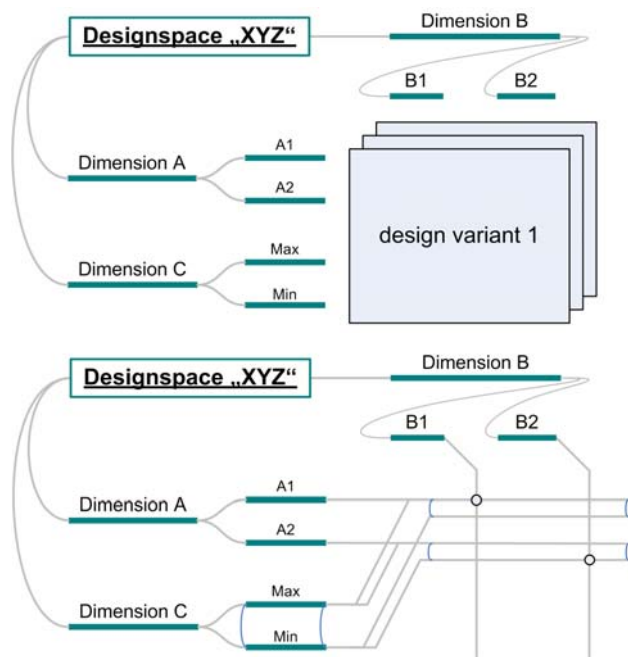 Designspace „XYZ“
Dimension B
B1
B2
Dimension A
A1
A2
Dimension C
Max
Min
design variant 1
Designspace „XYZ“
Dimension B
B1
B2
Dimension A
A1
A2
Dimension C
Max
Min